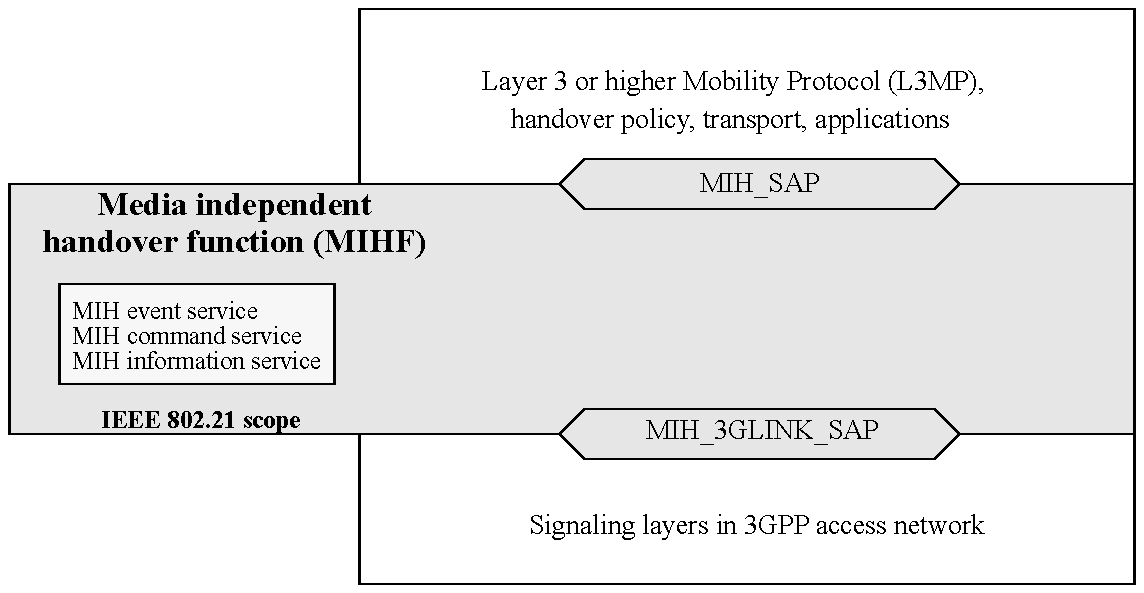 Layer 3 or higher Mobility Protocol (L3MP),
handover policy, transport, applications
MIH_SAP
Media independent
handover function (MIHF)
MIH event service
MIH command service
MIH information service
IEEE 802.21 scope
MIH_3GLINK_SAP
Signaling layers in 3GPP access network